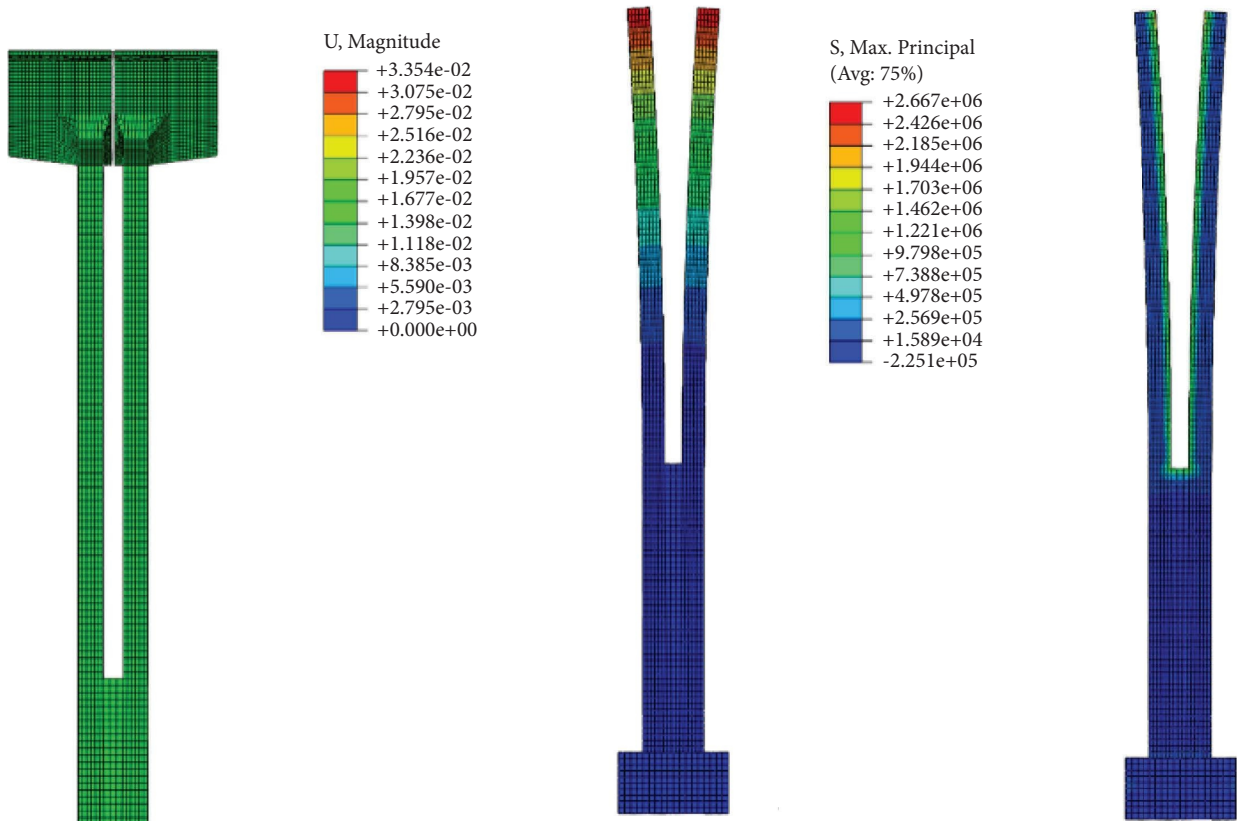 U, Magnitude
+3.354e-02
+3.075e-02
+2.795e-02
+2.516e-02
+2.236e-02
+1.957e-02
+1.677e-02
+1.398e-02
+1.118e-02
+8.385e-03
+5.590e-03
+2.795e-03
+0.000e+00
S, Max. Principal
(Avg: 75%)
+2.667e+06
+2.426e+06
+2.185e+06
+1.944e+06
+1.703e+06
+1.462e+06
+1.221e+06
+9.798e+05
+7.388e+05
+4.978e+05
+2.569e+05
+1.589e+04
-2.251e+05